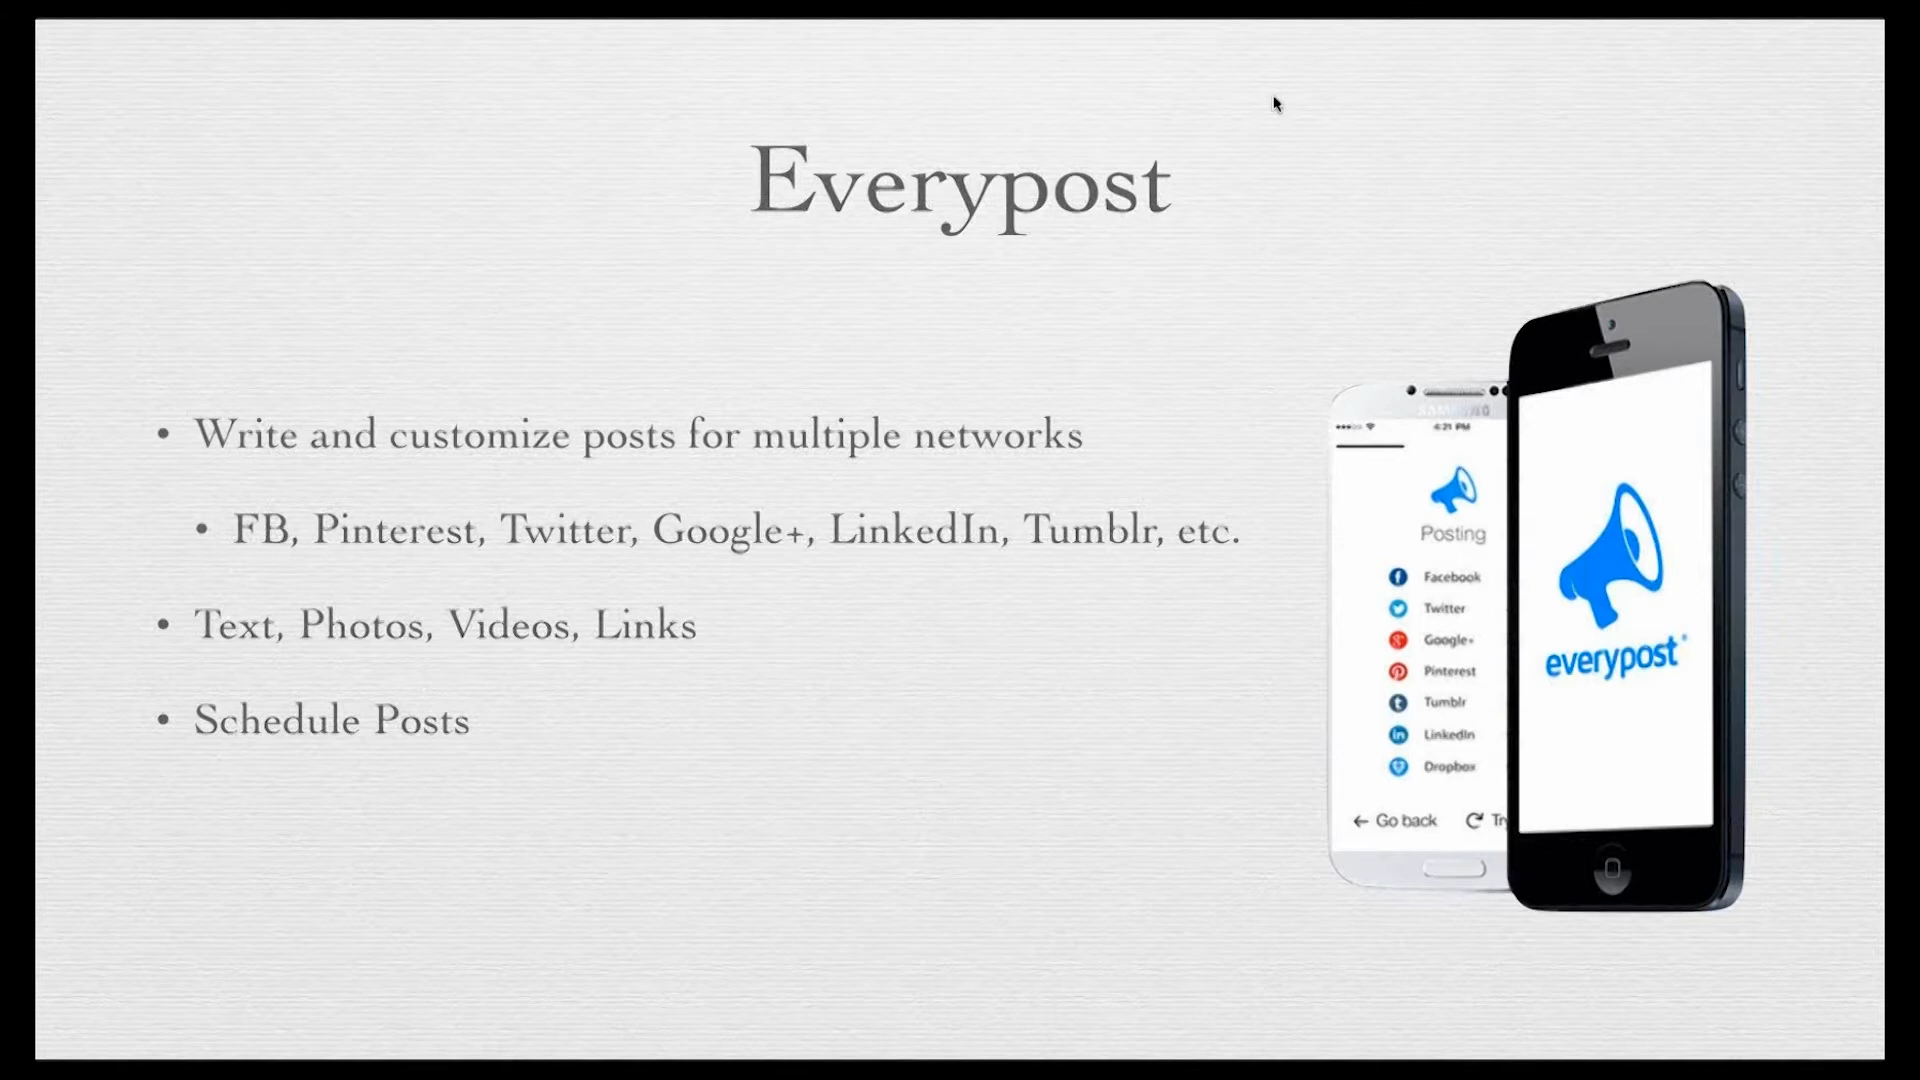 Everypost
• Write and customize posts for multiple networks
• FB, Pinterest, Twitter, Google+, LinkedIn, Tumblr, etc.
• Text, Photos, Videos, Links
• Schedule Posts
SAMSUNG
4:21 PM
Posting
Facebook
Twitter
Google+
Pinterest
Tumblr
LinkedIn
Dropbox
← Go back
everypost